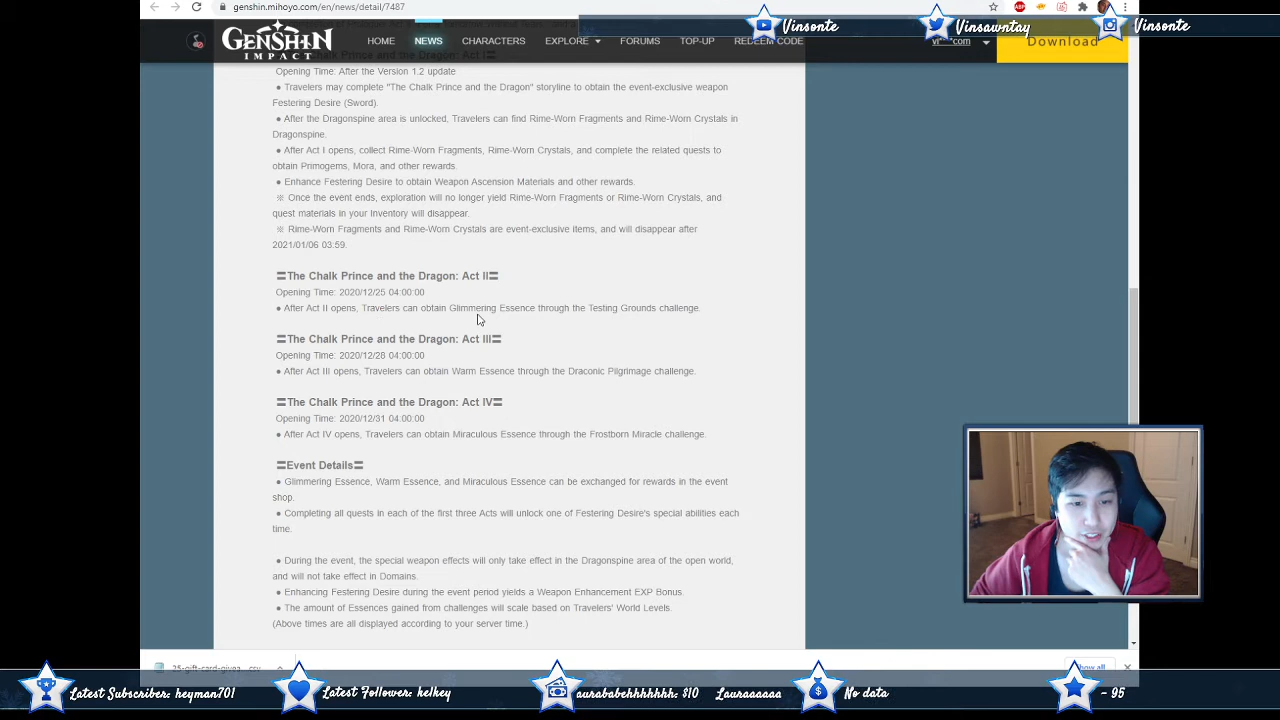 genshin.mihoyo.com/en/news/detail/7487
Vinsonte
Vinsawntay
Vinsonte
GENSHIN
IMPACT
HOME
NEWS
CHARACTERS
EXPLORE
FORUMS
TOP-UP
REDEEM CODE
vi****com
Download
The Chalk Prince and the Dragon: Act I〓
Opening Time: After the Version 1.2 update
● Travelers may complete "The Chalk Prince and the Dragon" storyline to obtain the event-exclusive weapon
Festering Desire (Sword).
● After the Dragonspine area is unlocked, Travelers can find Rime-Worn Fragments and Rime-Worn Crystals in
Dragonspine.
● After Act I opens, collect Rime-Worn Fragments, Rime-Worn Crystals, and complete the related quests to
obtain Primogems, Mora, and other rewards.
● Enhance Festering Desire to obtain Weapon Ascension Materials and other rewards.
※ Once the event ends, exploration will no longer yield Rime-Worn Fragments or Rime-Worn Crystals, and
quest materials in your Inventory will disappear.
※ Rime-Worn Fragments and Rime-Worn Crystals are event-exclusive items, and will disappear after
2021/01/06 03:59.
〓The Chalk Prince and the Dragon: Act II〓
Opening Time: 2020/12/25 04:00:00
● After Act II opens, Travelers can obtain Glimmering Essence through the Testing Grounds challenge.
〓The Chalk Prince and the Dragon: Act III〓
Opening Time: 2020/12/28 04:00:00
● After Act III opens, Travelers can obtain Warm Essence through the Draconic Pilgrimage challenge.
〓The Chalk Prince and the Dragon: Act IV〓
Opening Time: 2020/12/31 04:00:00
● After Act IV opens, Travelers can obtain Miraculous Essence through the Frostborn Miracle challenge.
〓Event Details〓
● Glimmering Essence, Warm Essence, and Miraculous Essence can be exchanged for rewards in the event
shop.
● Completing all quests in each of the first three Acts will unlock one of Festering Desire's special abilities each
time.
● During the event, the special weapon effects will only take effect in the Dragonspine area of the open world,
and will not take effect in Domains.
● Enhancing Festering Desire during the event period yields a Weapon Enhancement EXP Bonus.
● The amount of Essences gained from challenges will scale based on Travelers' World Levels.
(Above times are all displayed according to your server time.)
25-gift-card-givea....csv
Show all
Latest Subscriber: heyman701
Latest Follower: kelkey
aurababehhhhhhh: $10
Lauraaaaaa
No data
- 95